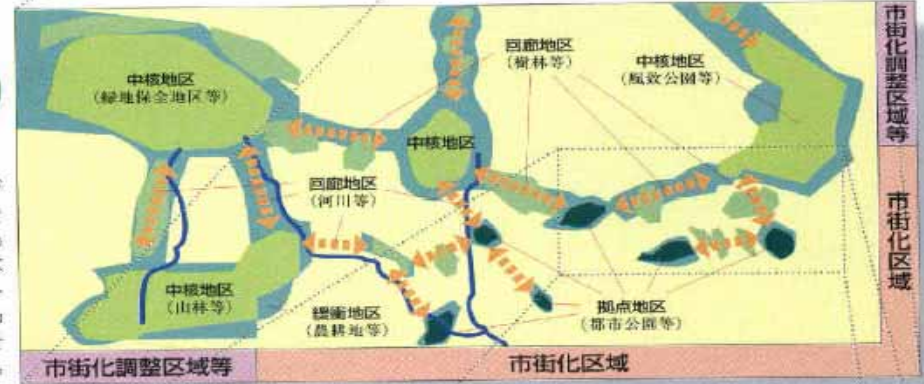 中核地区
(緑地保全地区等)
回廊地区
(樹林等)
中核地区
(風致公園等)
中核地区
回廊地区
(河川等)
中核地区
(山林等)
緩衝地区
(農耕地等)
拠点地区
(都市公園等)
市街化調整区域等
市街化区域
市街化調整区域等
市街化区域